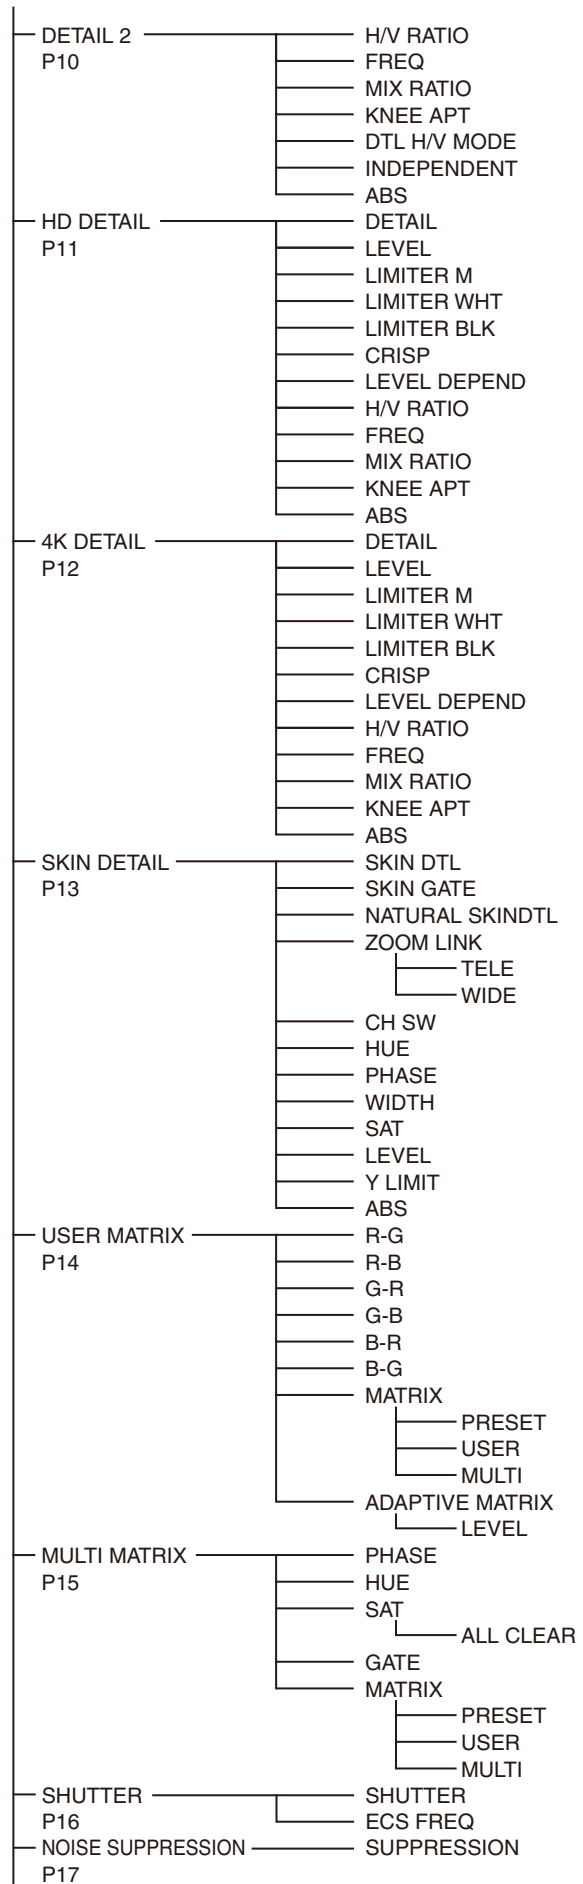 DETAIL 2 H/V RATIO
P10 FREQ
MIX RATIO
KNEE APT
DTL H/V MODE
INDEPENDENT
ABS
HD DETAIL DETAIL
P11 LEVEL
LIMITER M
LIMITER WHT
LIMITER BLK
CRISP
LEVEL DEPEND
H/V RATIO
FREQ
MIX RATIO
KNEE APT
ABS
4K DETAIL DETAIL
P12 LEVEL
LIMITER M
LIMITER WHT
LIMITER BLK
CRISP
LEVEL DEPEND
H/V RATIO
FREQ
MIX RATIO
KNEE APT
ABS
SKIN DETAIL SKIN DTL
P13 SKIN GATE
NATURAL SKINDTL
ZOOM LINK
TELE
WIDE
CH SW
HUE
PHASE
WIDTH
SAT
LEVEL
Y LIMIT
ABS
USER MATRIX R-G
P14 R-B
G-R
G-B
B-R
B-G
MATRIX
PRESET
USER
MULTI
ADAPTIVE MATRIX
LEVEL
MULTI MATRIX PHASE
P15 HUE
SAT
ALL CLEAR
GATE
MATRIX
PRESET
USER
MULTI
SHUTTER SHUTTER
P16 ECS FREQ
NOISE SUPPRESSION SUPPRESSION
P17